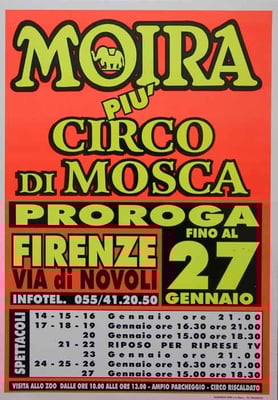 MOIRA
PIU'
CIRCO
DI MOSCA
PROROGA
FIRENZE
VIA di NOVOLI
INFOTEL. 055/41.20.50
FINO AL
27
GENNAIO
SPETTACOLI
14 - 15 - 16 Gennaio ore 21.00
17 - 18 - 19 Gennaio ore 16.30 ore 21.00
20 Gennaio ore 15.00 ore 18.30
21 - 22 RIPOSO PER RIPRESE TV
23 Gennaio ore 21.00
24 - 25 - 26 Gennaio ore 16.30 ore 21.00
27 Gennaio ore 15.00 ore 18.30
VISITA ALLO ZOO DALLE ORE 10.00 ALLE ORE 13.00 - AMPIO PARCHEGGIO - CIRCO RISCALDATO